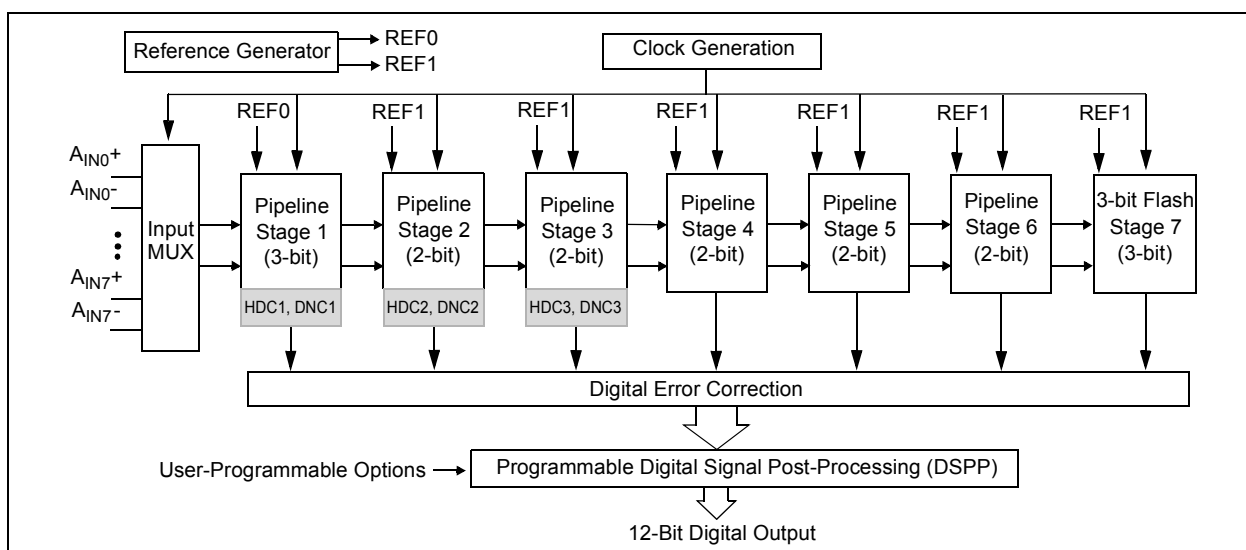 Reference Generator
REF0
REF1
Clock Generation
REF0
REF1
REF1
REF1
REF1
REF1
REF1
AIN0+
AIN0-
AIN7+
AIN7-
Input
MUX
Pipeline
Stage 1
(3-bit)
HDC1, DNC1
Pipeline
Stage 2
(2-bit)
HDC2, DNC2
Pipeline
Stage 3
(2-bit)
HDC3, DNC3
Pipeline
Stage 4
(2-bit)
Pipeline
Stage 5
(2-bit)
Pipeline
Stage 6
(2-bit)
3-bit Flash
Stage 7
(3-bit)
Digital Error Correction
User-Programmable Options
Programmable Digital Signal Post-Processing (DSPP)
12-Bit Digital Output